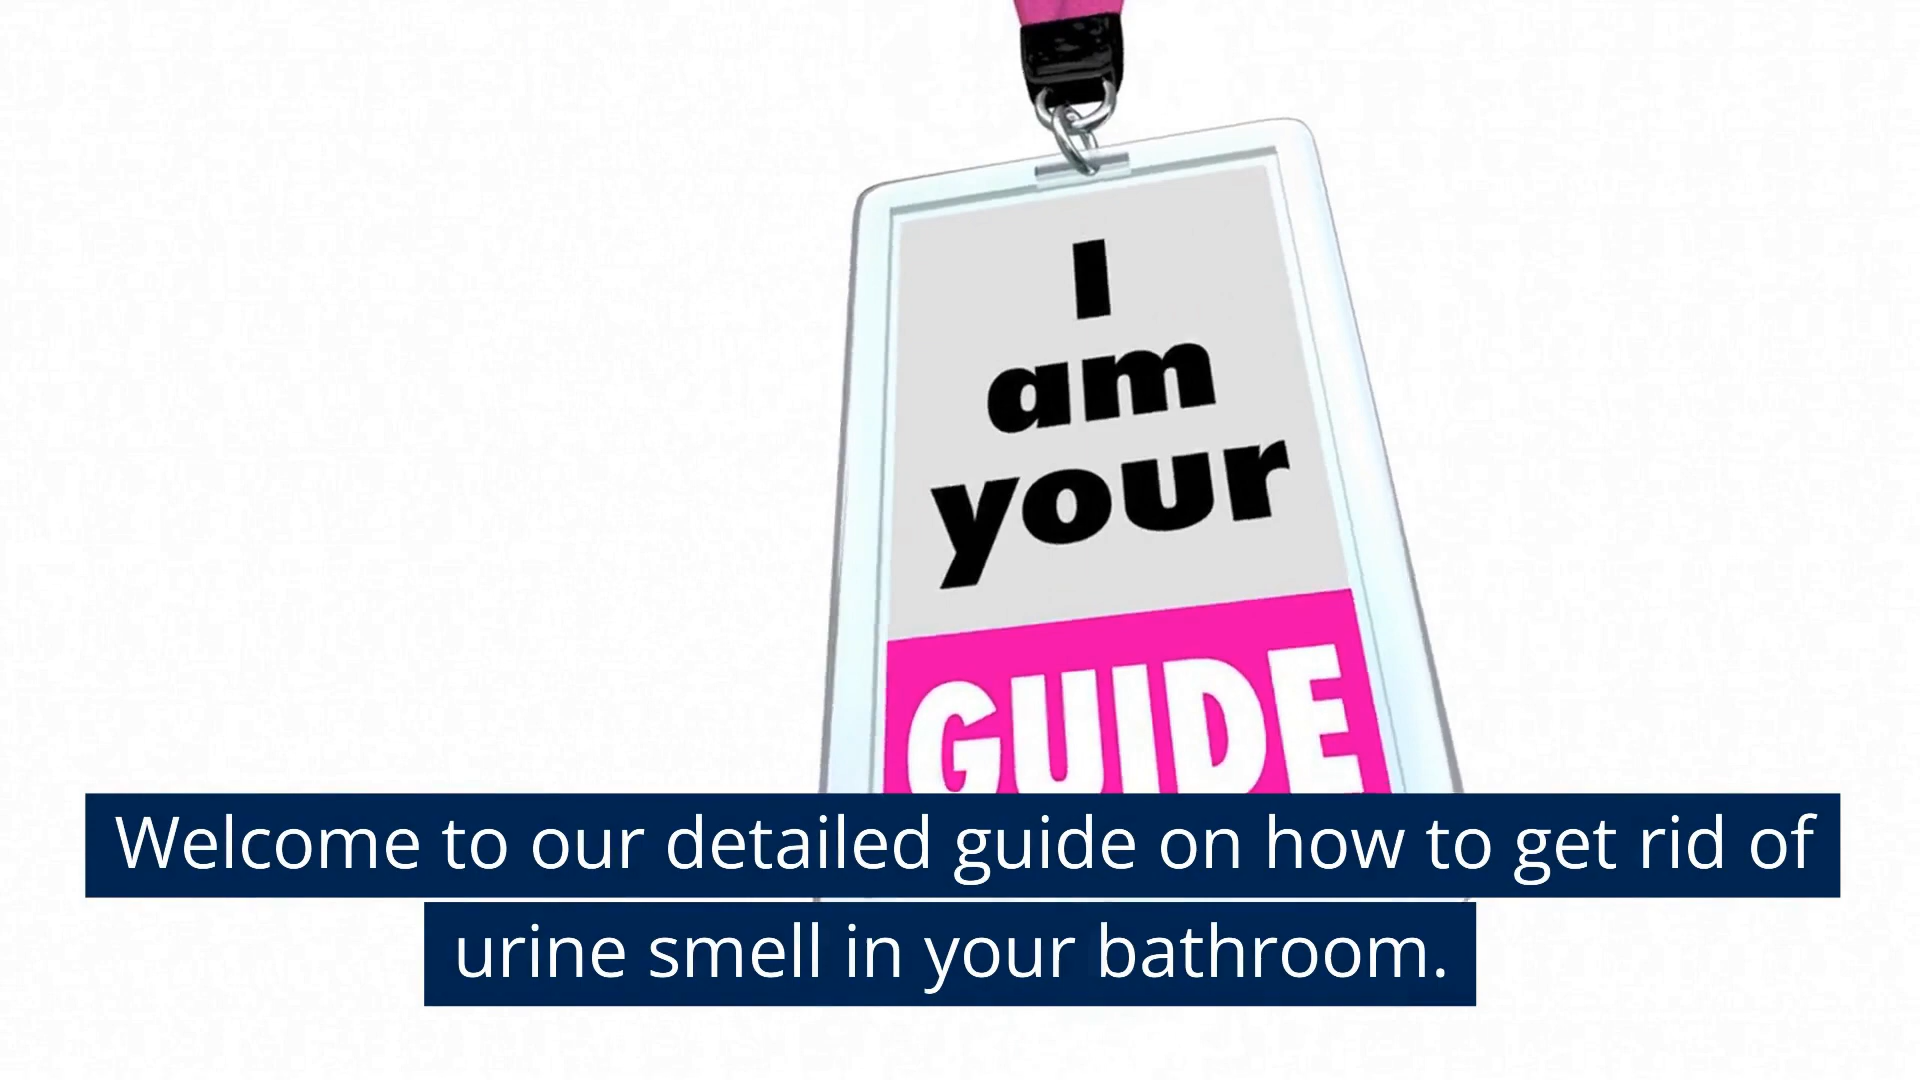 I
am
your
GUIDE
Welcome to our detailed guide on how to get rid of
urine smell in your bathroom.